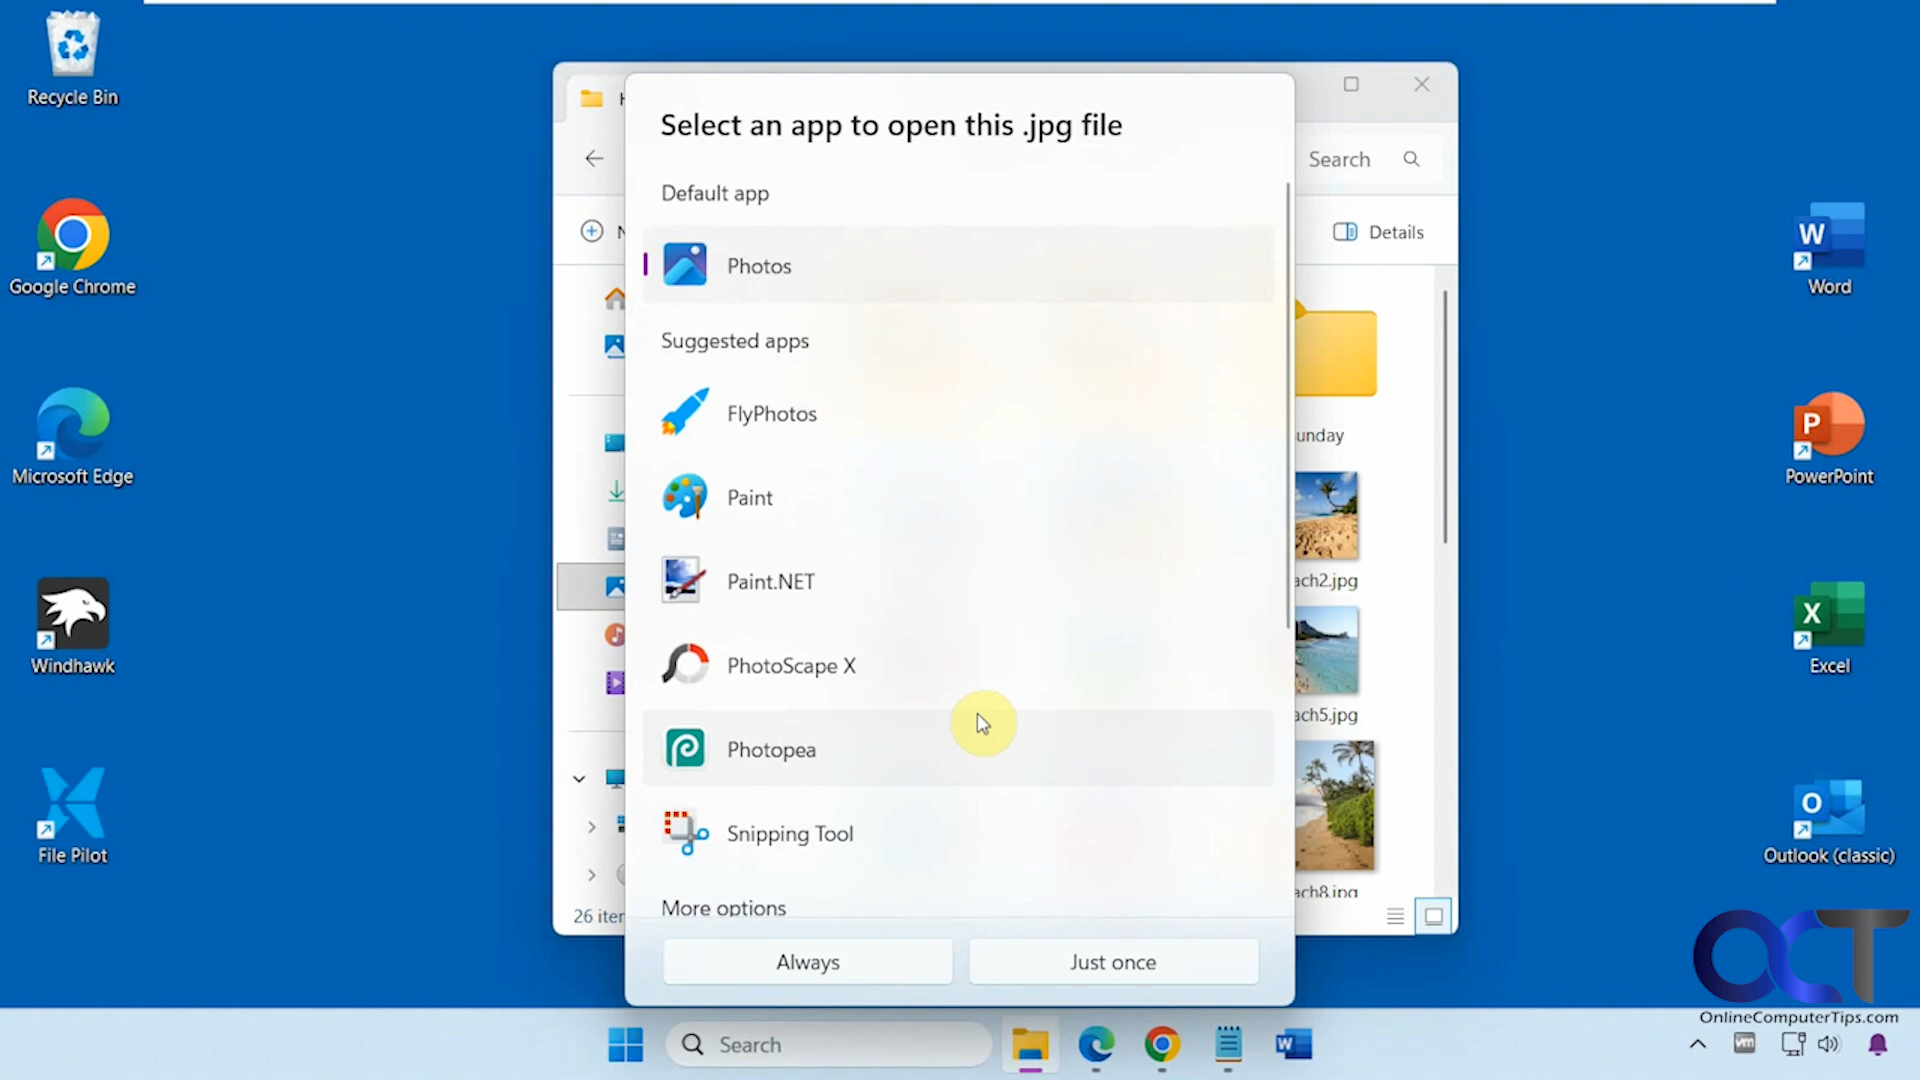 Recycle Bin
Google Chrome
Microsoft Edge
Windhawk
File Pilot
Select an app to open this .jpg file
Default app
Photos
Suggested apps
FlyPhotos
Paint
Paint.NET
PhotoScape X
Photopea
Snipping Tool
More options
Always
Just once
Search
Details
unday
ach2.jpg
ach5.jpg
ach8.jpg
26 iter
W
Word
P
PowerPoint
X
Excel
O
Outlook (classic)
OCT
OnlineComputerTips.com
Search
W
vm